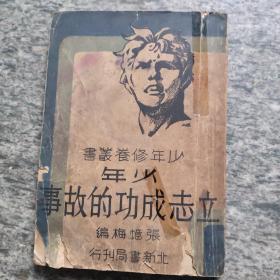 少年修養叢書
少年
立志成功的故事
張蟾梅編
北新書局刊行